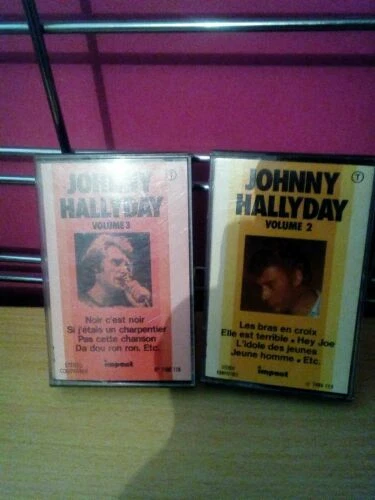 JOHNNY
HALLYDAY
VOLUME 3
T
Noir c'est noir
Si j'étais un charpentier
Pas cette chanson
Da dou ron ron. Etc.
impact
JOHNNY
HALLYDAY
VOLUME 2
T
Les bras en croix
Elle est terrible • Hey Joe
L'idole des jeunes
Jeune homme • Etc.
impact